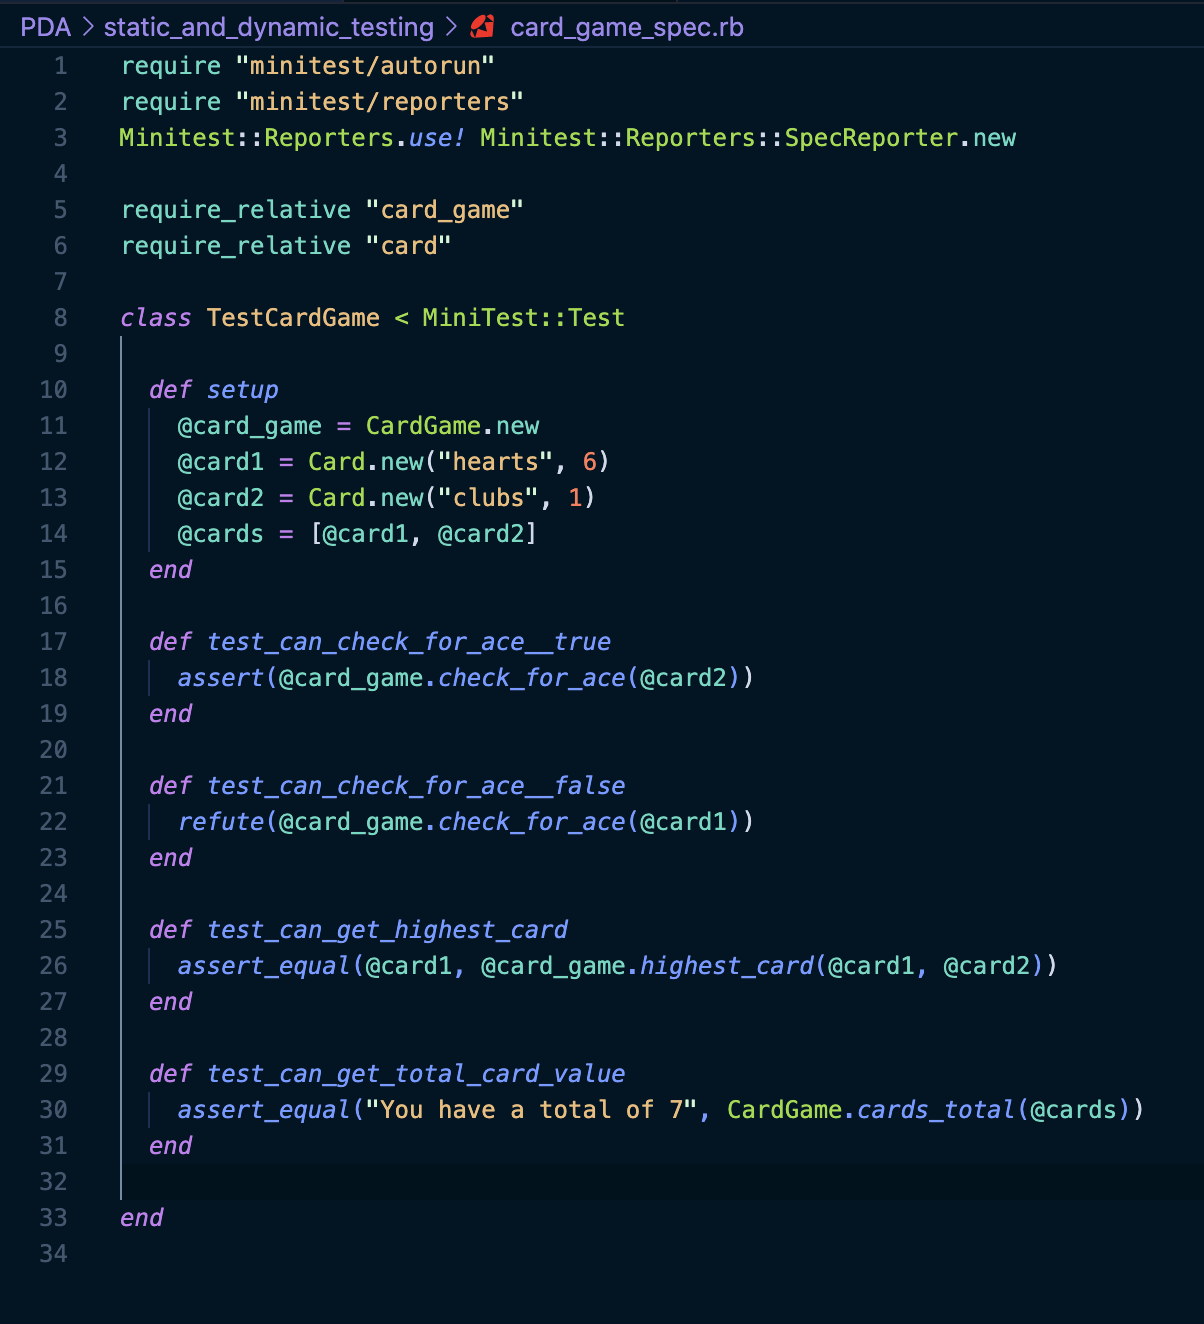 PDA > static_and_dynamic_testing > card_game_spec.rb
1 require "minitest/autorun"
2 require "minitest/reporters"
3 Minitest::Reporters.use! Minitest::Reporters::SpecReporter.new
4
5 require_relative "card_game"
6 require_relative "card"
7
8 class TestCardGame < MiniTest::Test
9
10   def setup
11     @card_game = CardGame.new
12     @card1 = Card.new("hearts", 6)
13     @card2 = Card.new("clubs", 1)
14     @cards = [@card1, @card2]
15   end
16
17   def test_can_check_for_ace__true
18     assert(@card_game.check_for_ace(@card2))
19   end
20
21   def test_can_check_for_ace__false
22     refute(@card_game.check_for_ace(@card1))
23   end
24
25   def test_can_get_highest_card
26     assert_equal(@card1, @card_game.highest_card(@card1, @card2))
27   end
28
29   def test_can_get_total_card_value
30     assert_equal("You have a total of 7", CardGame.cards_total(@cards))
31   end
32
33 end
34